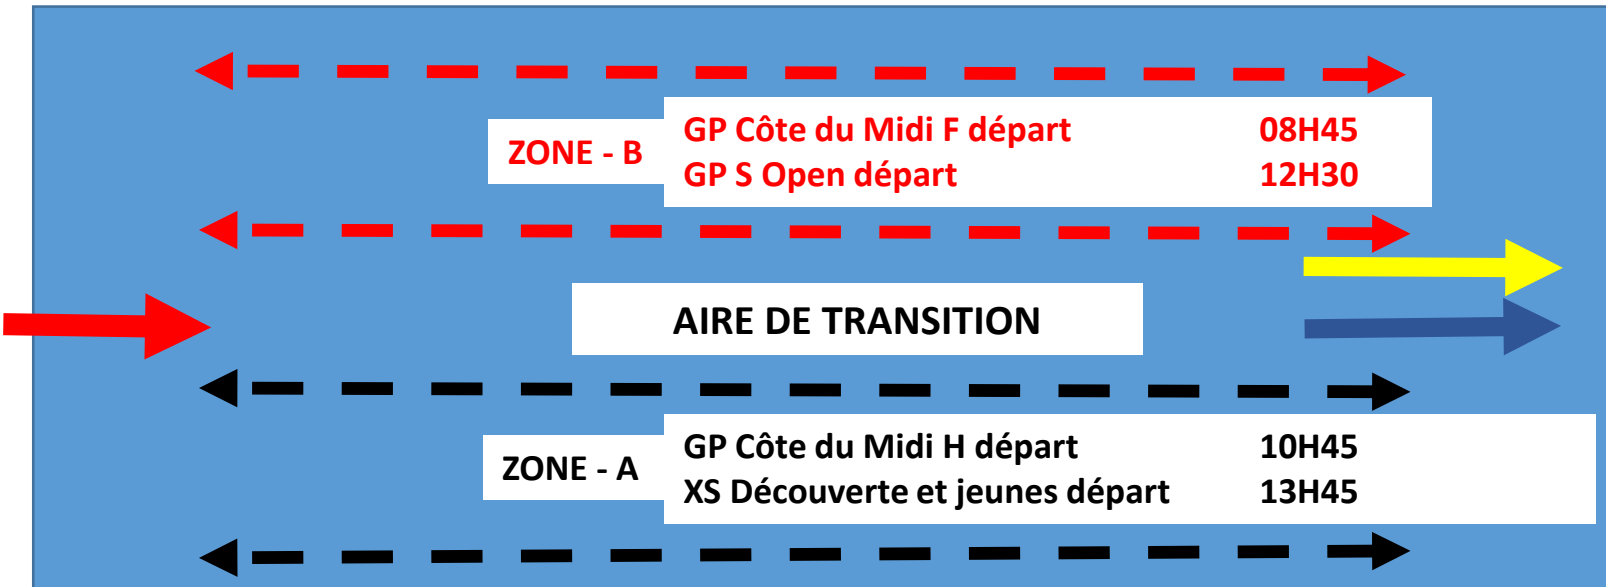 ZONE - B
GP Côte du Midi F départ 08H45
GP S Open départ 12H30
AIRE DE TRANSITION
ZONE - A
GP Côte du Midi H départ 10H45
XS Découverte et jeunes départ 13H45